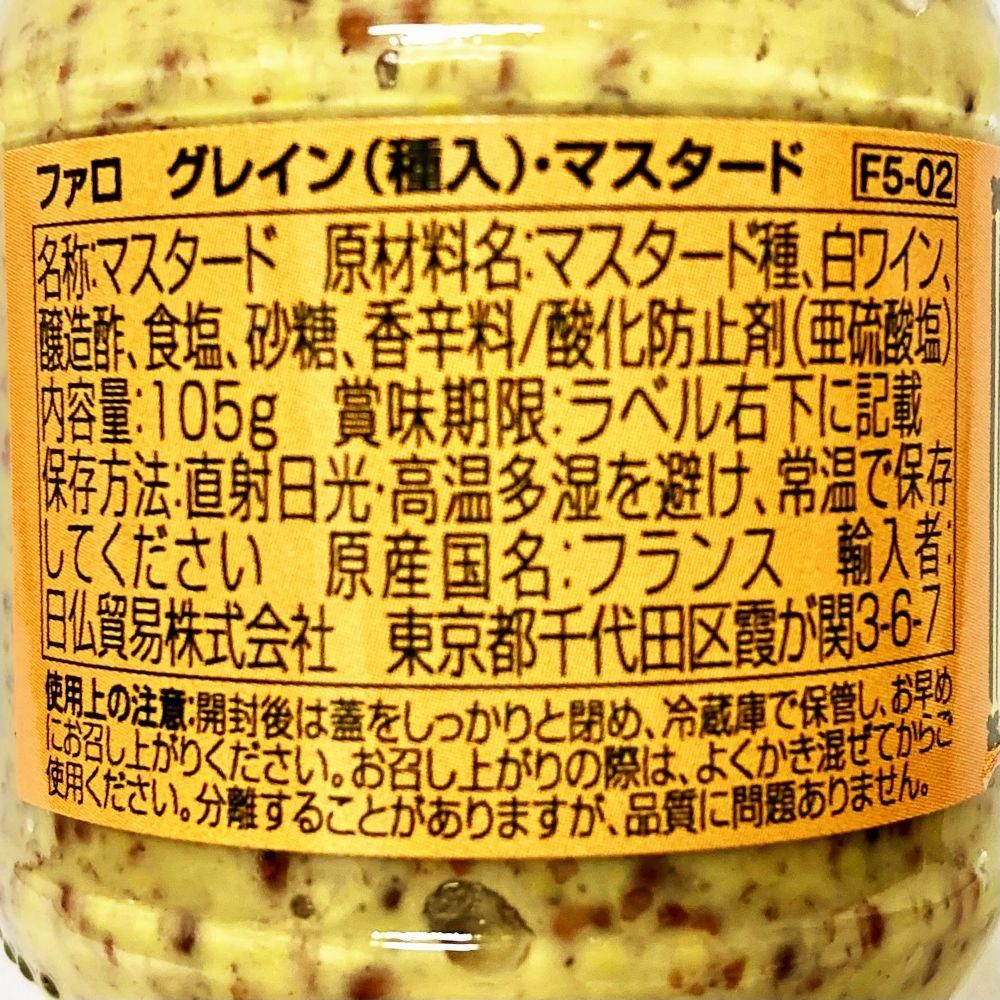 ファロ グレイン(種入)・マスタード F5-02
名称:マスタード 原材料名:マスタード種、白ワイン、
醸造酢、食塩、砂糖、香辛料/酸化防止剤(亜硫酸塩)
内容量:105g 賞味期限:ラベル右下に記載
保存方法:直射日光・高温多湿を避け、常温で保存
してください 原産国名:フランス 輸入者:
日仏貿易株式会社 東京都千代田区霞が関3-6-7
使用上の注意:開封後は蓋をしっかりと閉め、冷蔵庫で保管し、お早め
にお召し上がりください。お召し上がりの際は、よくかき混ぜてからご
使用ください。分離することがありますが、品質に問題ありません。